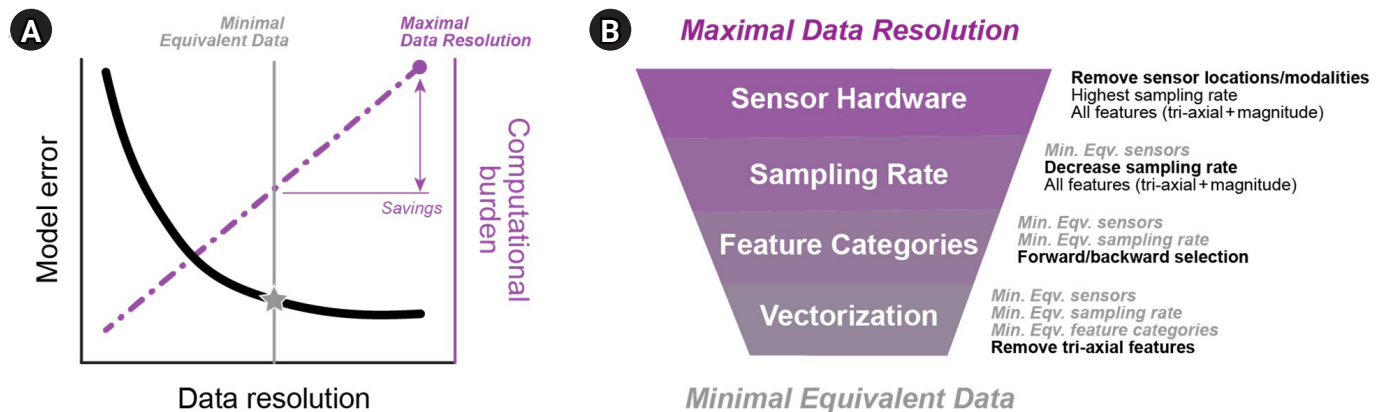 A
Minimal
Equivalent Data
Maximal
Data Resolution
Model error
Savings
Computational
burden
Data resolution
B
Maximal Data Resolution
Sensor Hardware
Remove sensor locations/modalities
Highest sampling rate
All features (tri-axial+magnitude)
Sampling Rate
Min. Eqv. sensors
Decrease sampling rate
All features (tri-axial+magnitude)
Feature Categories
Min. Eqv. sensors
Min. Eqv. sampling rate
Forward/backward selection
Vectorization
Min. Eqv. sensors
Min. Eqv. sampling rate
Min. Eqv. feature categories
Remove tri-axial features
Minimal Equivalent Data